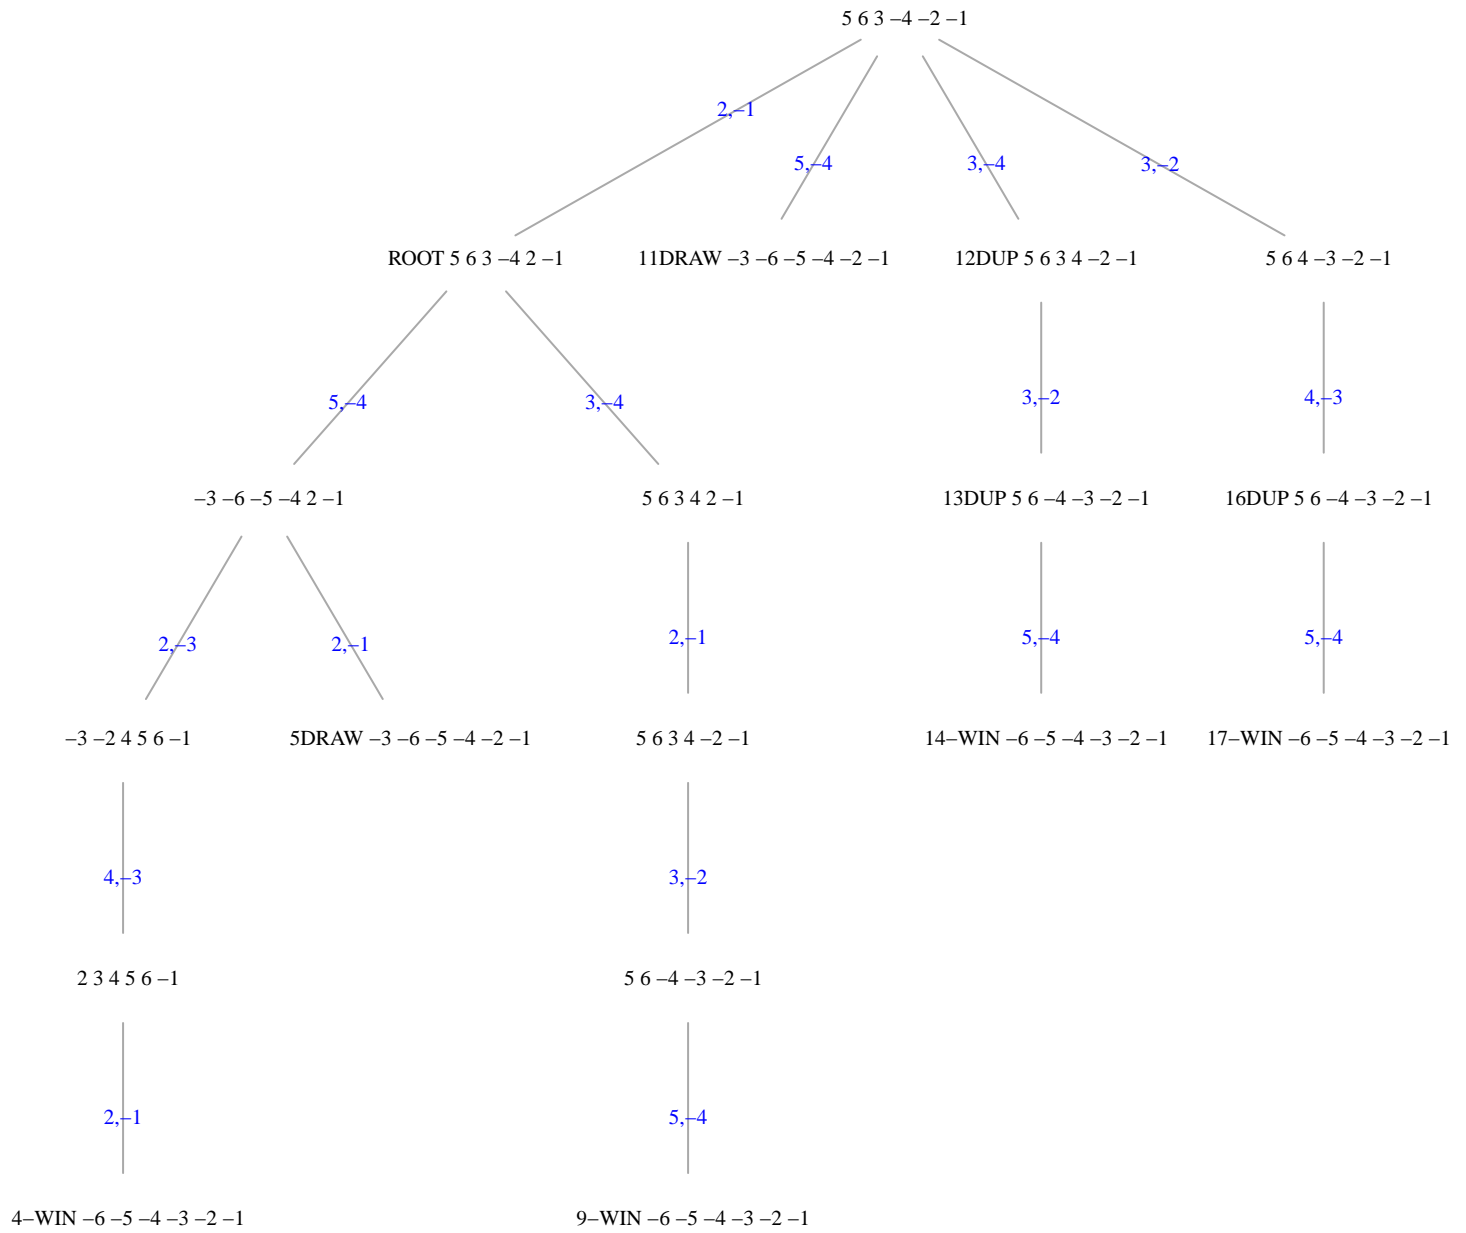 5 6 3 –4 –2 –1
2,–1
5,–4
3,–4
3,–2
ROOT 5 6 3 –4 2 –1
11DRAW –3 –6 –5 –4 –2 –1
12DUP 5 6 3 4 –2 –1
5 6 4 –3 –2 –1
5,–4
3,–4
3,–2
4,–3
–3 –6 –5 –4 2 –1
5 6 3 4 2 –1
13DUP 5 6 –4 –3 –2 –1
16DUP 5 6 –4 –3 –2 –1
2,–3
2,–1
2,–1
5,–4
5,–4
–3 –2 4 5 6 –1
5DRAW –3 –6 –5 –4 –2 –1
5 6 3 4 –2 –1
14–WIN –6 –5 –4 –3 –2 –1
17–WIN –6 –5 –4 –3 –2 –1
4,–3
3,–2
2 3 4 5 6 –1
5 6 –4 –3 –2 –1
2,–1
5,–4
4–WIN –6 –5 –4 –3 –2 –1
9–WIN –6 –5 –4 –3 –2 –1